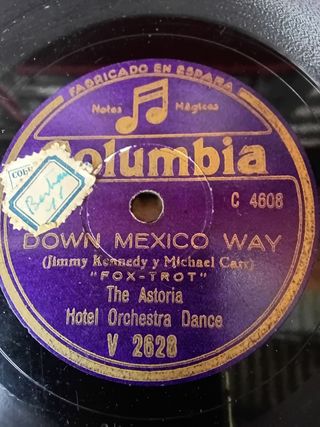 FABRICADO EN ESPAÑA
Notas Mágicas
Columbia
C 4608
DOWN MEXICO WAY
(Jimmy Kennedy y Michael Carr)
"FOX-TROT"
The Astoria
Hotel Orchestra Dance
V 2628